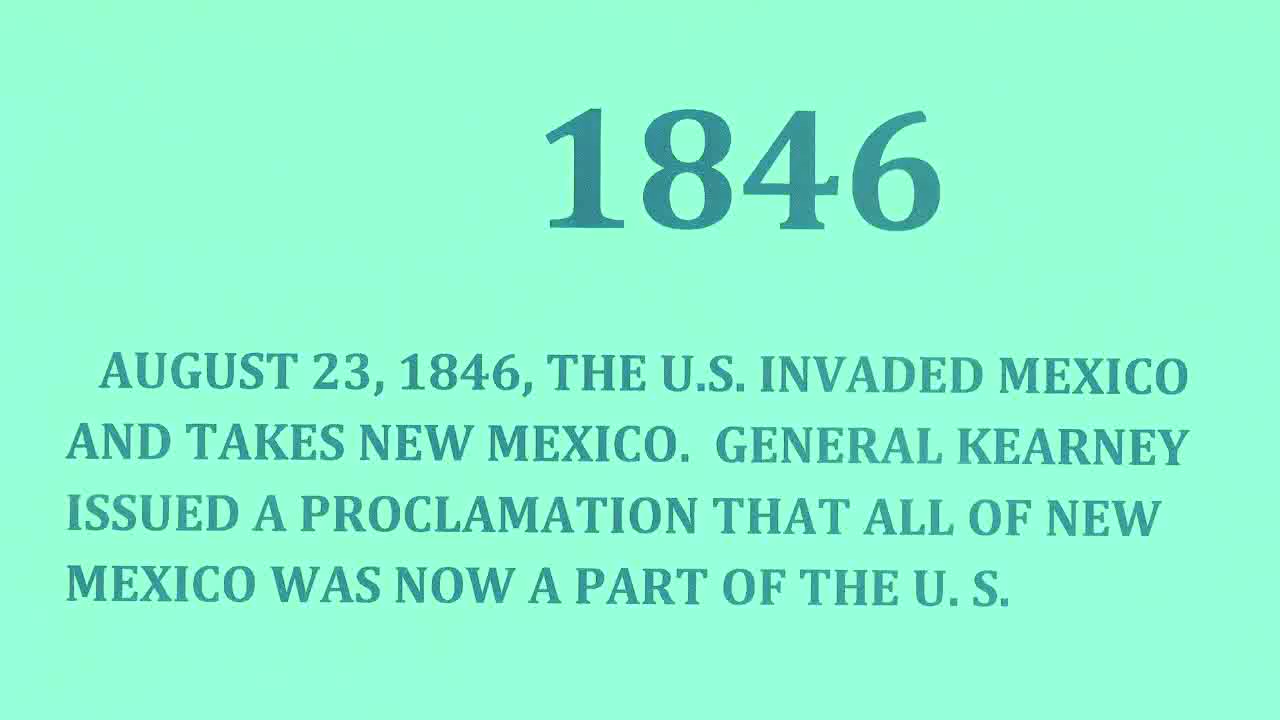 1846
AUGUST 23, 1846, THE U.S. INVADED MEXICO
AND TAKES NEW MEXICO. GENERAL KEARNEY
ISSUED A PROCLAMATION THAT ALL OF NEW
MEXICO WAS NOW A PART OF THE U. S.